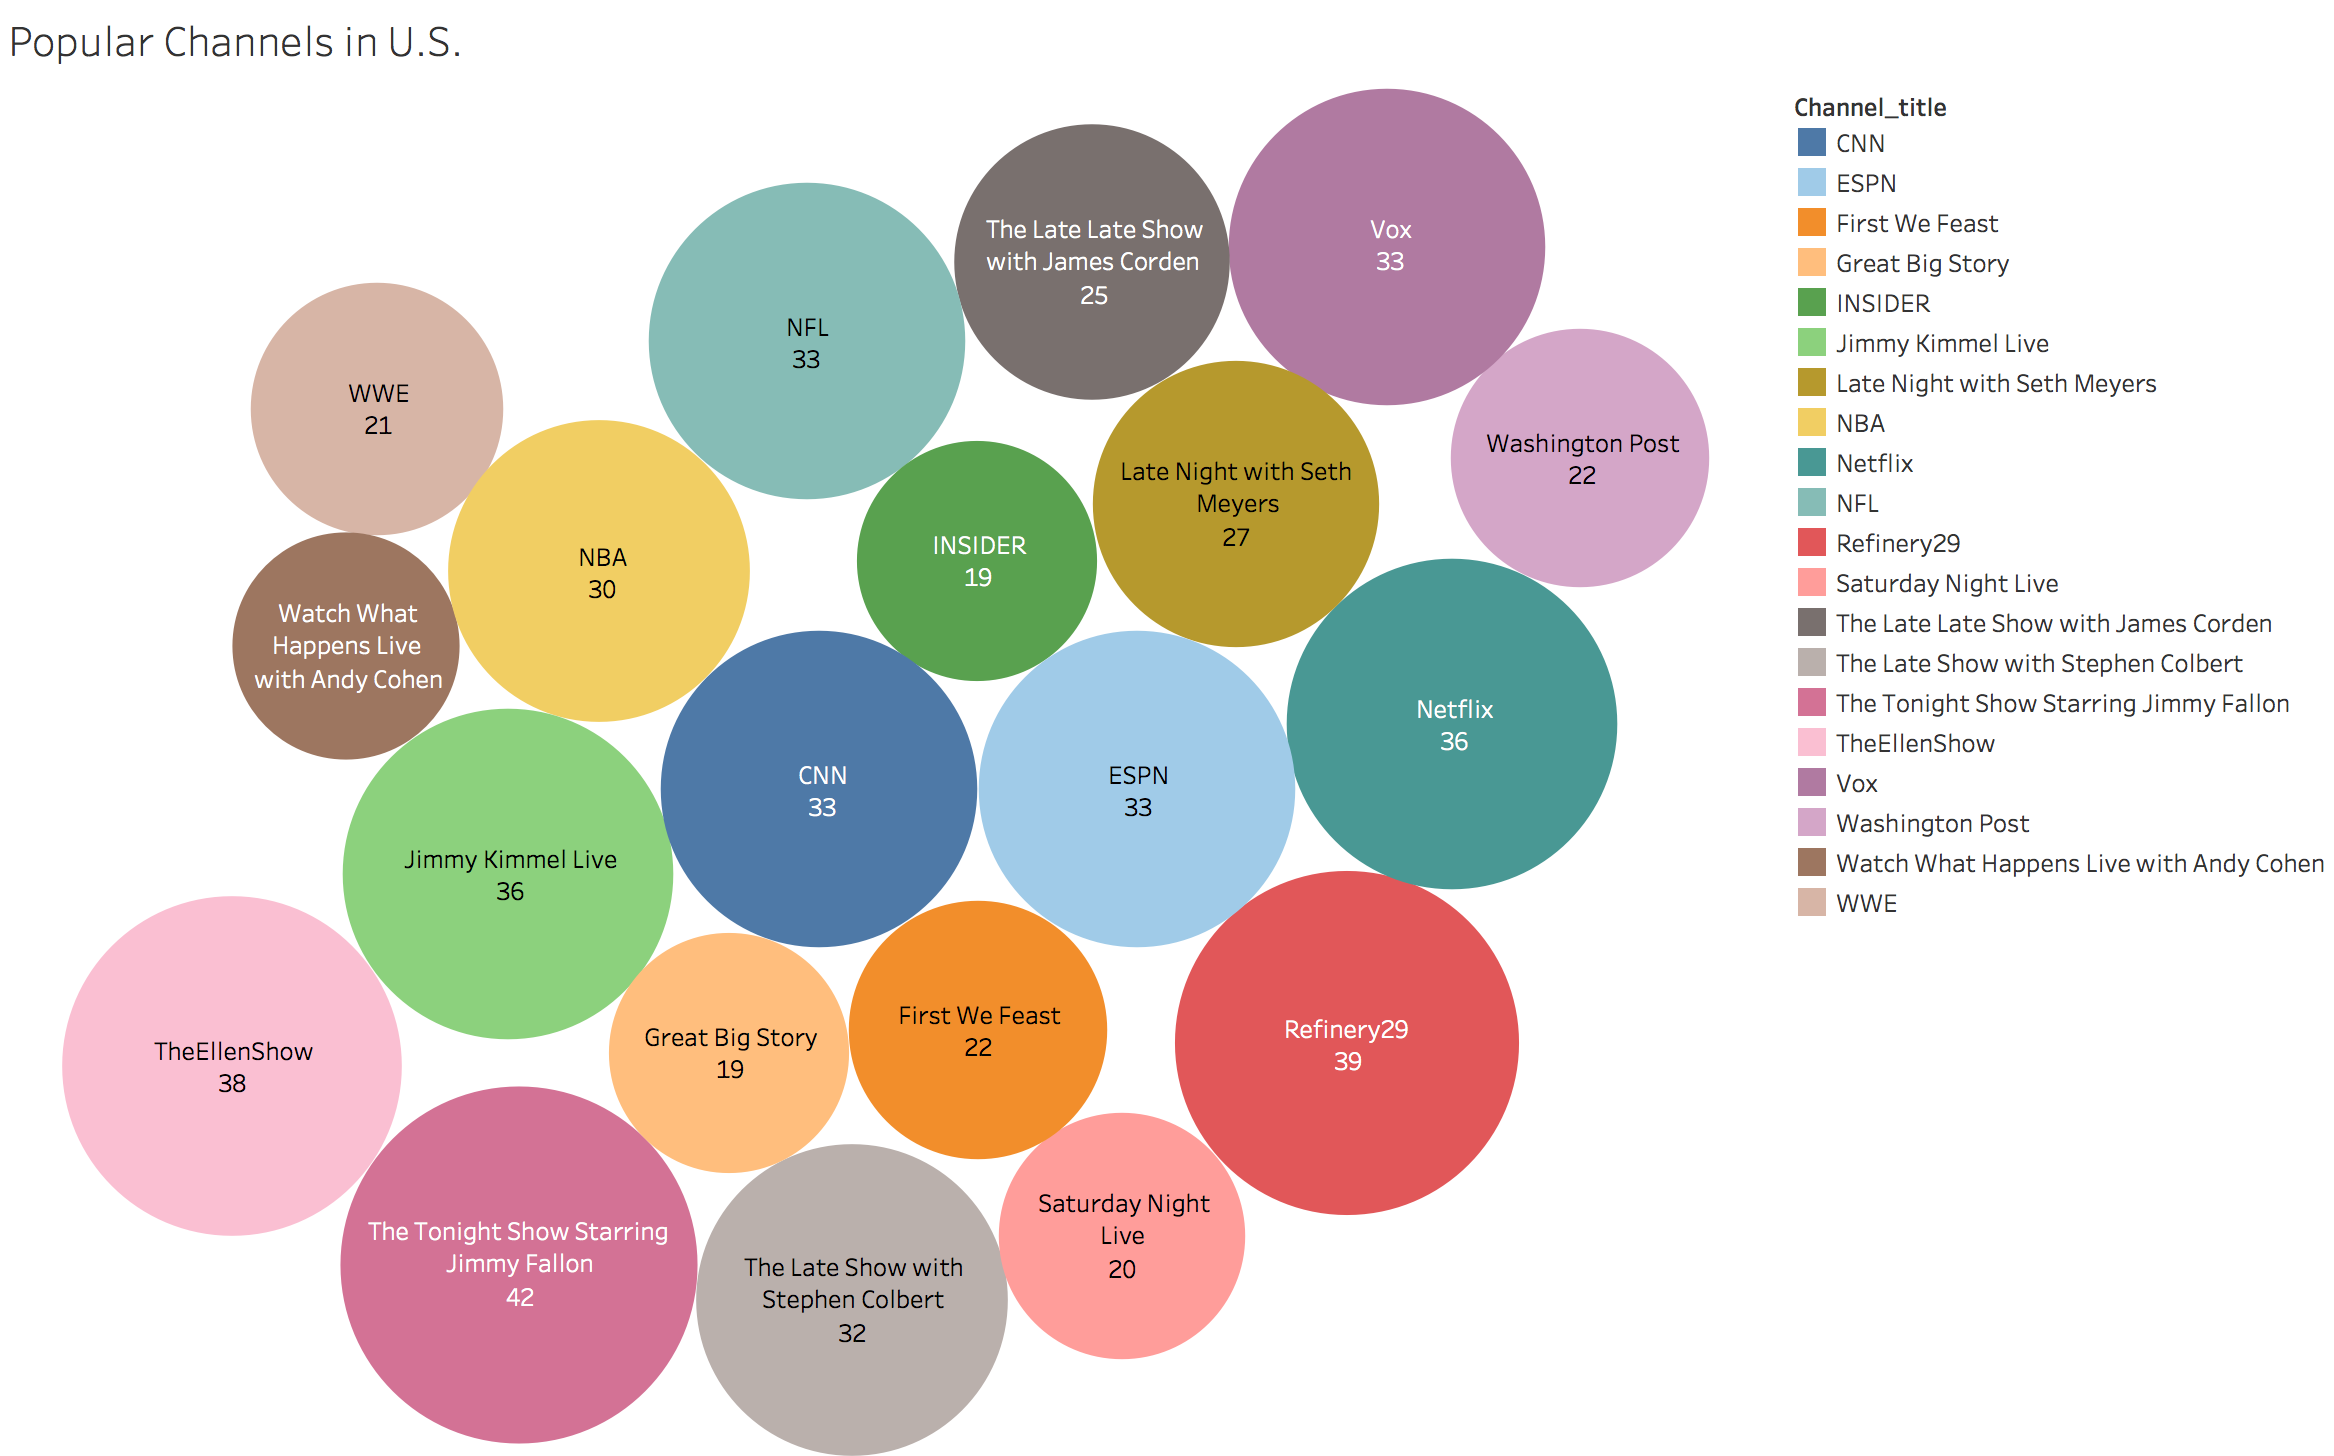 Popular Channels in U.S.
The Late Late Show
with James Corden
25
Vox
33
NFL
33
WWE
21
Washington Post
22
Late Night with Seth
Meyers
27
INSIDER
19
NBA
30
Watch What
Happens Live
with Andy Cohen
Netflix
36
CNN
33
ESPN
33
Jimmy Kimmel Live
36
First We Feast
22
Great Big Story
19
Refinery29
39
TheEllenShow
38
The Tonight Show Starring
Jimmy Fallon
42
The Late Show with
Stephen Colbert
32
Saturday Night
Live
20
Channel_title
CNN
ESPN
First We Feast
Great Big Story
INSIDER
Jimmy Kimmel Live
Late Night with Seth Meyers
NBA
Netflix
NFL
Refinery29
Saturday Night Live
The Late Late Show with James Corden
The Late Show with Stephen Colbert
The Tonight Show Starring Jimmy Fallon
TheEllenShow
Vox
Washington Post
Watch What Happens Live with Andy Cohen
WWE